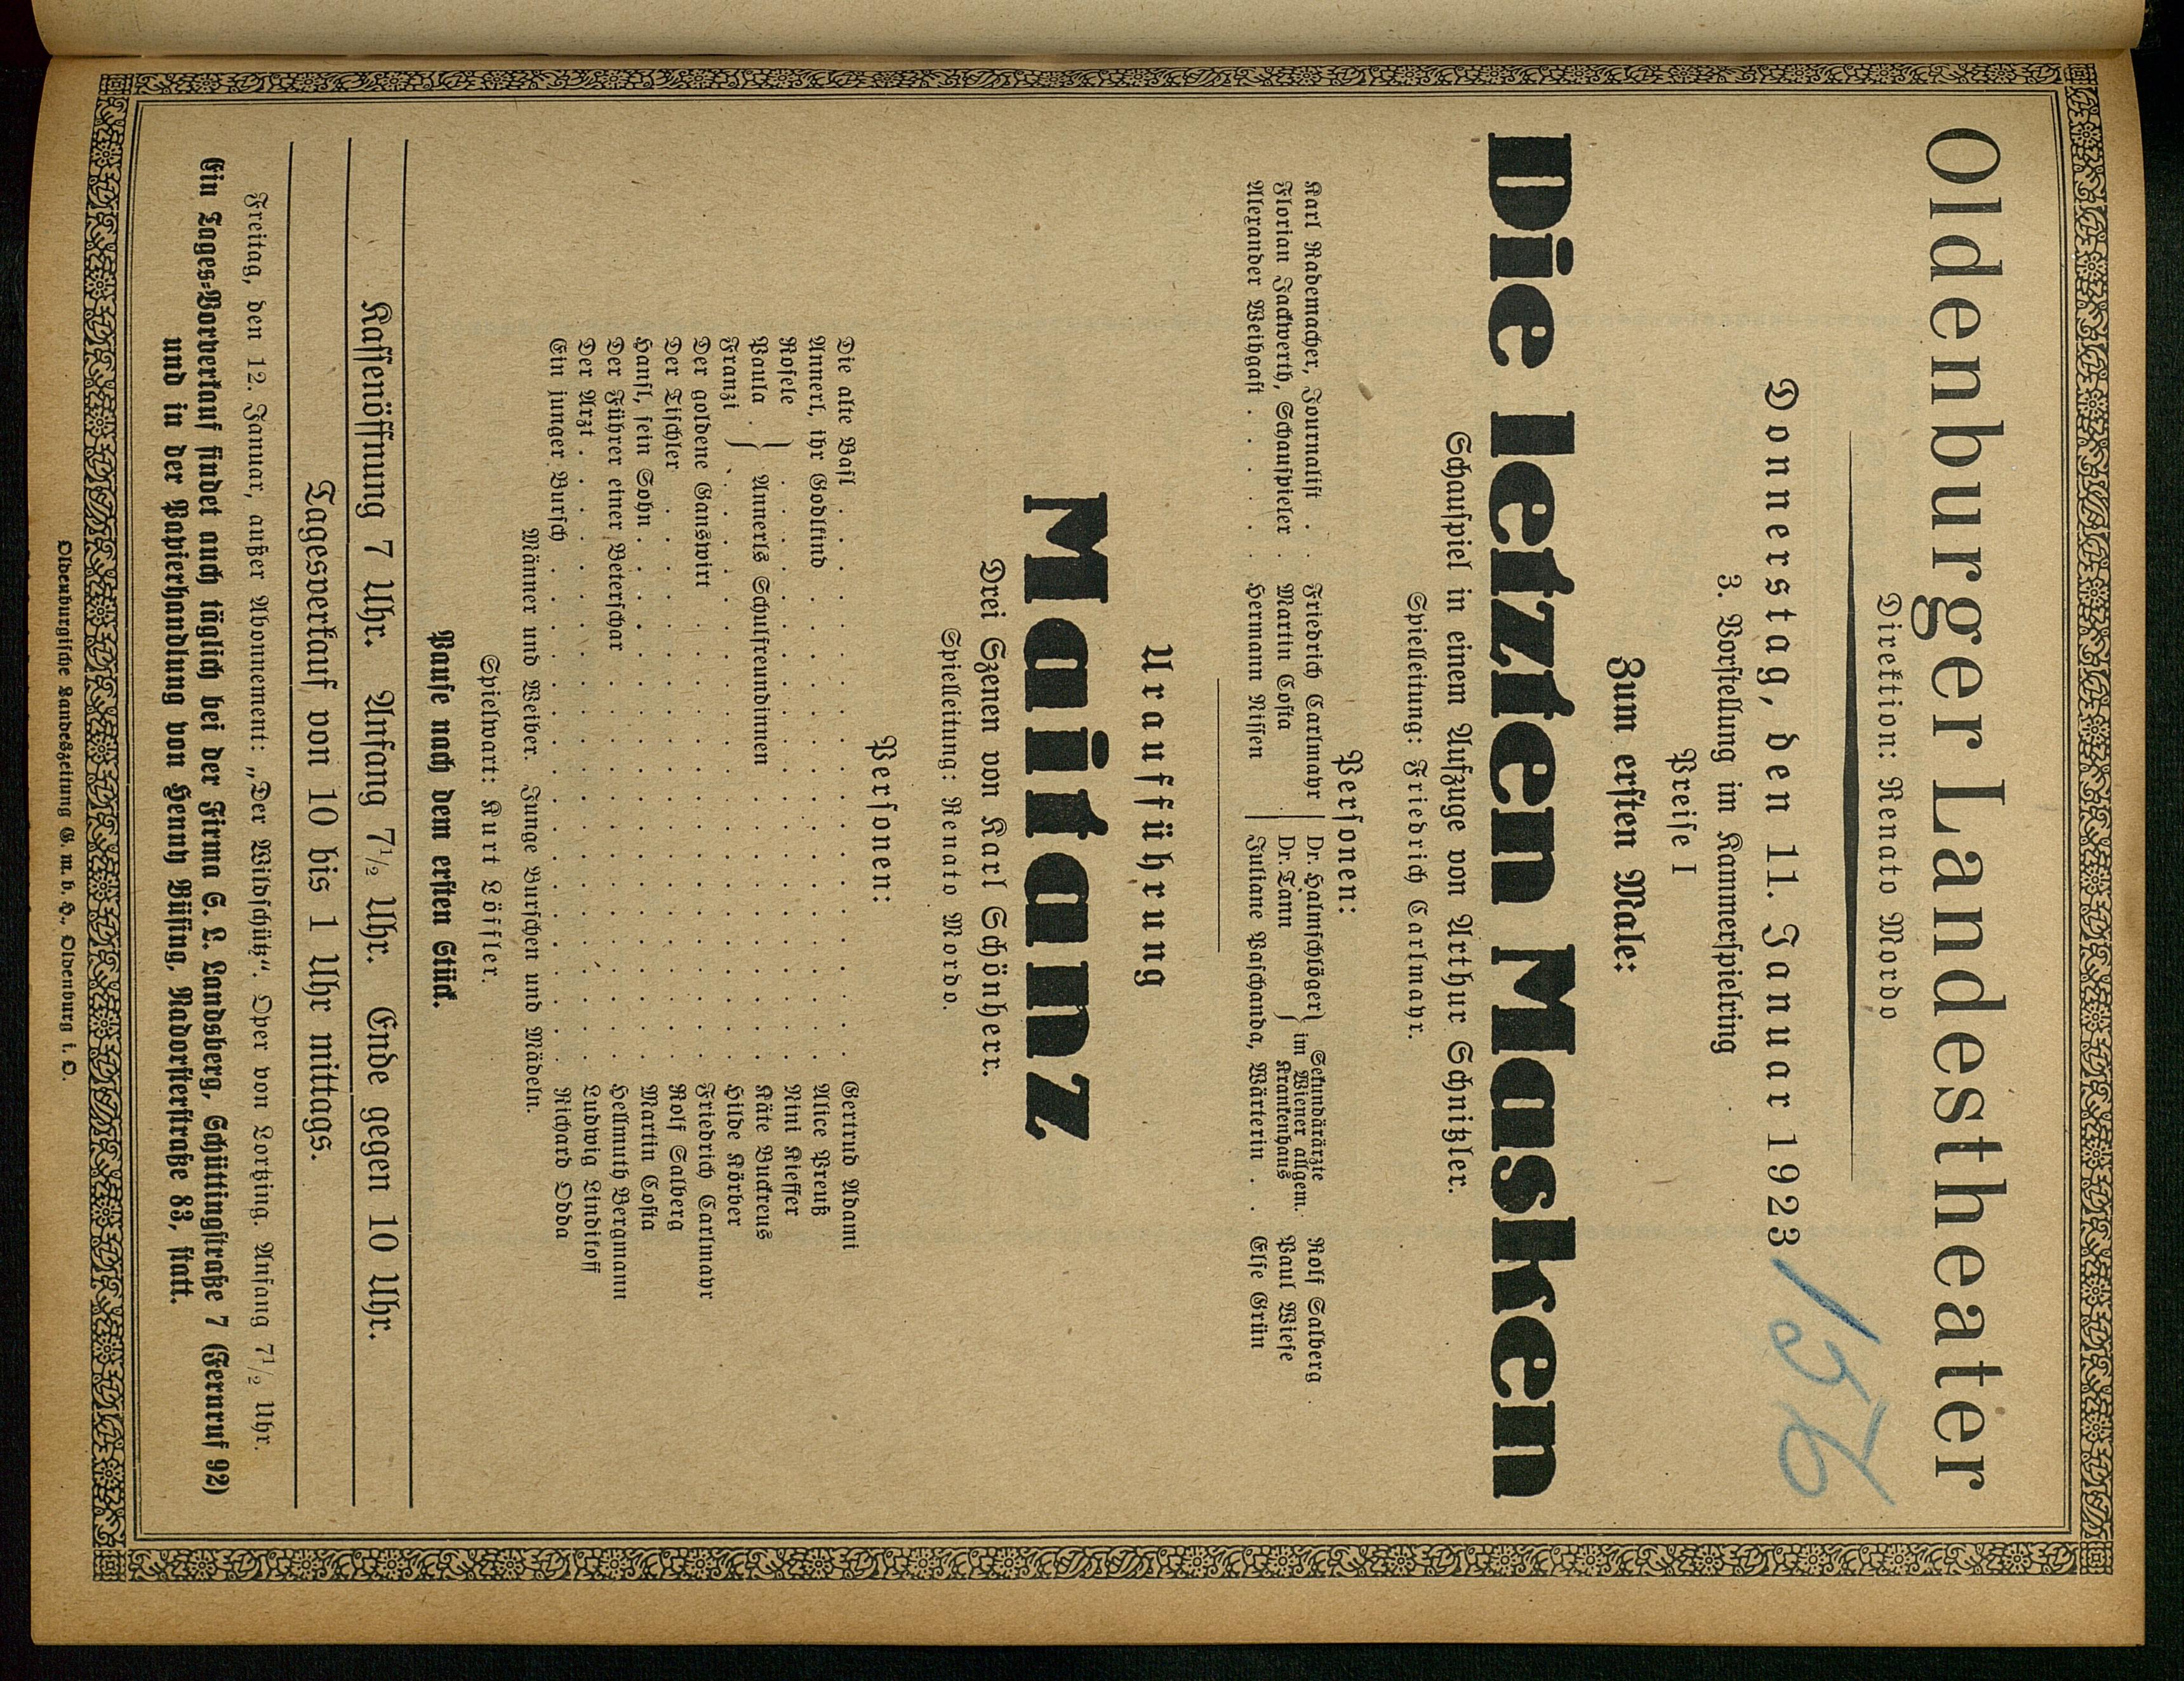 Oldenburger Landestheater
Direktion: Renato Mordo
Donnerstag, den 11. Januar 1923
156
3. Vorstellung im Kammerspielring
Preise I
Zum ersten Male:
Die letzten Masken
Schauspiel in einem Aufzuge von Arthur Schnitzler.
Spielleitung: Friedrich Carlmayr.
Personen:
Karl Rademacher, Journalist . . Friedrich Carlmayr
Florian Jackwerth, Schauspieler . Martin Costa
Alexander Weihgast . . . . . . Hermann Nissen
Dr. Halmschlöger } Sekundärärzte Rolf Salberg
Dr. Tann } im Wiener allgem. Krankenhaus Paul Wiese
Juliane Paschanda, Wärterin . . Else Grün
Uraufführung
Maitanz
Drei Szenen von Karl Schönherr.
Spielleitung: Renato Mordo.
Personen:
Die alte Basl . . . . Gertrud Adami
Annerl, ihr Godlkind . . . . Alice Preuß
Rosele } Nini Kieffer
Paula } Annerls Schulfreundinnen . . . . Käte Buckreus
Franzi } Hilde Körber
Der goldene Ganswirt . . . . Friedrich Carlmayr
Der Tischler . . . . Rolf Salberg
Hansl, sein Sohn . . . . Martin Costa
Der Führer einer Beterschar . . . . Hellmuth Bergmann
Der Arzt . . . . Ludwig Linditoff
Ein junger Bursch . . . . Richard Odda
Männer und Weiber. Junge Burschen und Mädeln.
Spielwart: Kurt Löffler.
Pause nach dem ersten Stück.
Kassenöffnung 7 Uhr. Anfang 7½ Uhr. Ende gegen 10 Uhr.
Tagesverkauf von 10 bis 1 Uhr mittags.
Freitag, den 12. Januar, außer Abonnement: „Der Wildschütz“. Oper von Lortzing. Anfang 7½ Uhr.
Ein Tages-Vorverkauf findet auch täglich bei der Firma G. L. Landsberg, Schüttingstraße 7 (Fernruf 92)
und in der Papierhandlung von Henny Büsing, Nadorsterstraße 83, statt.
Oldenburgische Landeszeitung G. m. b. H., Oldenburg i. O.